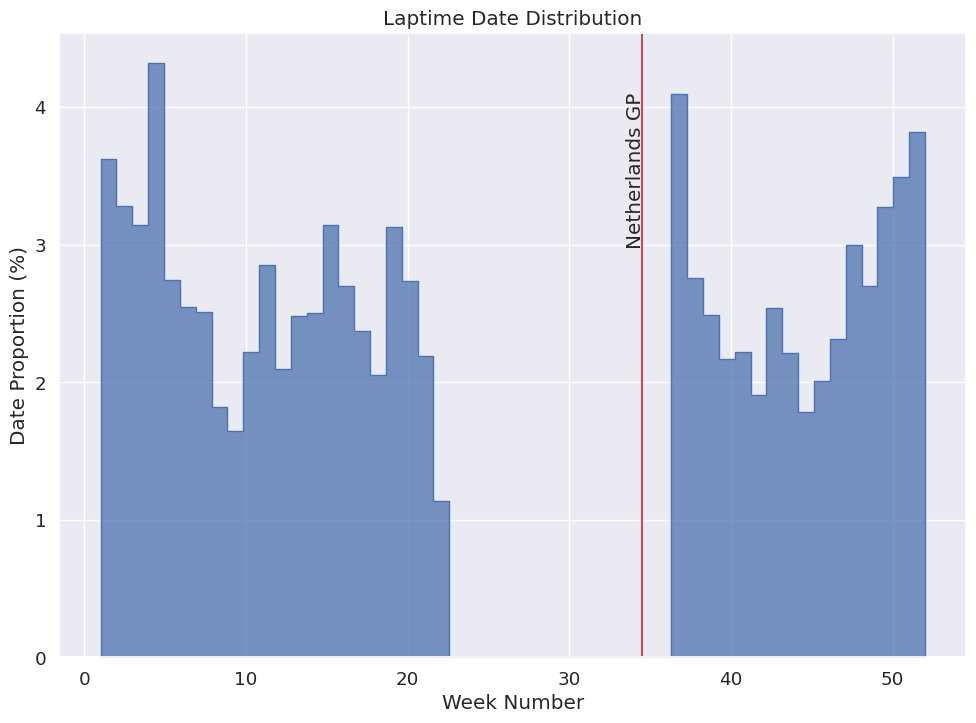 Laptime Date Distribution
Date Proportion (%)
4
3
2
1
0
Netherlands GP
0 10 20 30 40 50
Week Number